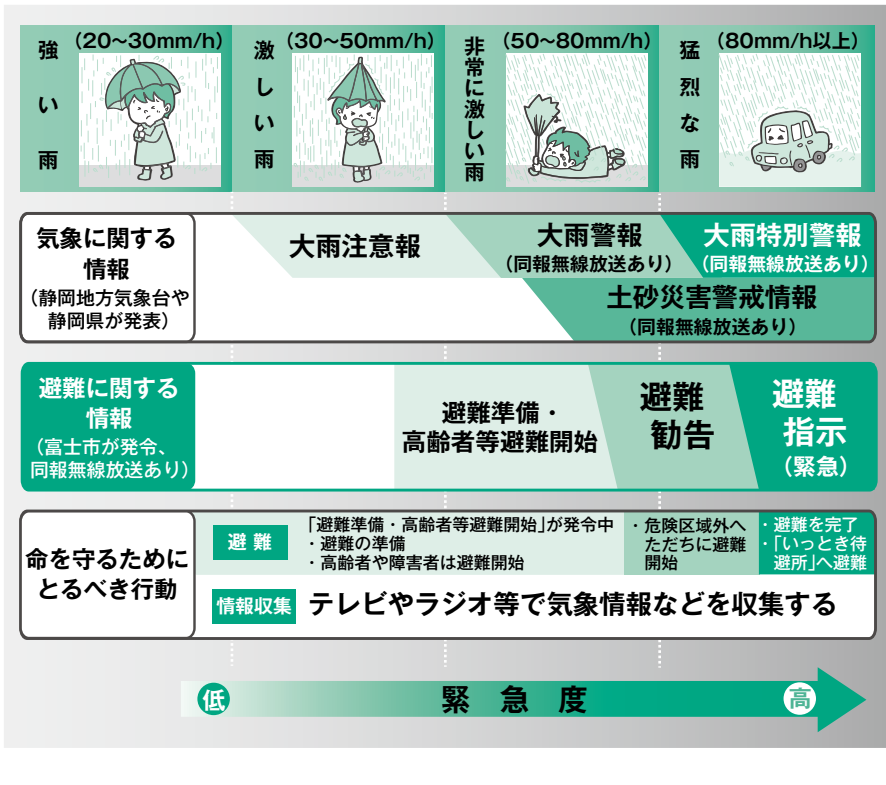 強い雨
(20〜30mm/h)
激しい雨
(30〜50mm/h)
非常に激しい雨
(50〜80mm/h)
猛烈な雨
(80mm/h以上)
気象に関する
情報
(静岡地方気象台や
静岡県が発表)
大雨注意報
大雨警報
(同報無線放送あり)
大雨特別警報
(同報無線放送あり)
土砂災害警戒情報
(同報無線放送あり)
避難に関する
情報
(富士市が発令、
同報無線放送あり)
避難準備・
高齢者等避難開始
避難
勧告
避難
指示
(緊急)
命を守るために
とるべき行動
避難
「避難準備・高齢者等避難開始」が発令中
・避難の準備
・高齢者や障害者は避難開始
・危険区域外へ
ただちに避難
開始
・避難を完了
・「いっとき待
避所」へ避難
情報収集
テレビやラジオ等で気象情報などを収集する
低
緊急度
高